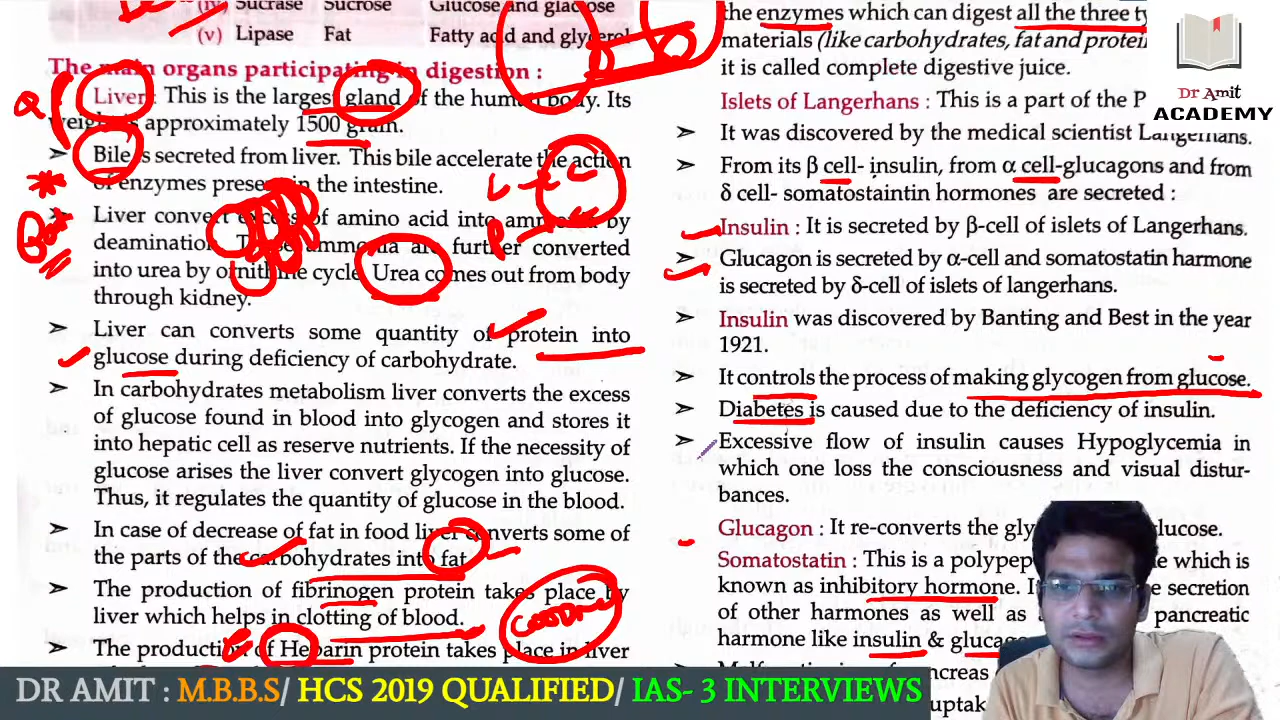 (iv) Sucrase Sucrose Glucose and glactose
(v) Lipase Fat Fatty acid and glycerol
The main organs participating in digestion :
Liver : This is the largest gland of the human body. Its
weight is approximately 1500 gram.
Bile is secreted from liver. This bile accelerate the action
of enzymes present in the intestine.
Liver convert excess of amino acid into ammonia by
deamination. These ammonia are further converted
into urea by ornithine cycle. Urea comes out from body
through kidney.
Liver can converts some quantity of protein into
glucose during deficiency of carbohydrate.
In carbohydrates metabolism liver converts the excess
of glucose found in blood into glycogen and stores it
into hepatic cell as reserve nutrients. If the necessity of
glucose arises the liver convert glycogen into glucose.
Thus, it regulates the quantity of glucose in the blood.
In case of decrease of fat in food liver converts some of
the parts of the carbohydrates into fat.
The production of fibrinogen protein takes place by
liver which helps in clotting of blood.
The production of Heparin protein takes place in liver
the enzymes which can digest all the three ty
materials (like carbohydrates, fat and protein
it is called complete digestive juice.
Islets of Langerhans : This is a part of the P
It was discovered by the medical scientist Langerhans.
From its β cell- insulin, from α cell-glucagons and from
δ cell- somatostaintin hormones are secreted :
Insulin : It is secreted by β-cell of islets of Langerhans.
Glucagon is secreted by α-cell and somatostatin harmone
is secreted by δ-cell of islets of langerhans.
Insulin was discovered by Banting and Best in the year
1921.
It controls the process of making glycogen from glucose.
Diabetes is caused due to the deficiency of insulin.
Excessive flow of insulin causes Hypoglycemia in
which one loss the consciousness and visual distur-
bances.
Glucagon : It re-converts the gly glucose.
Somatostatin : This is a polypep which is
known as inhibitory hormone. I e secretion
of other harmones as well as pancreatic
harmone like insulin & glucag
Dr Amit
ACADEMY
DR AMIT : M.B.B.S/ HCS 2019 QUALIFIED/ IAS- 3 INTERVIEWS